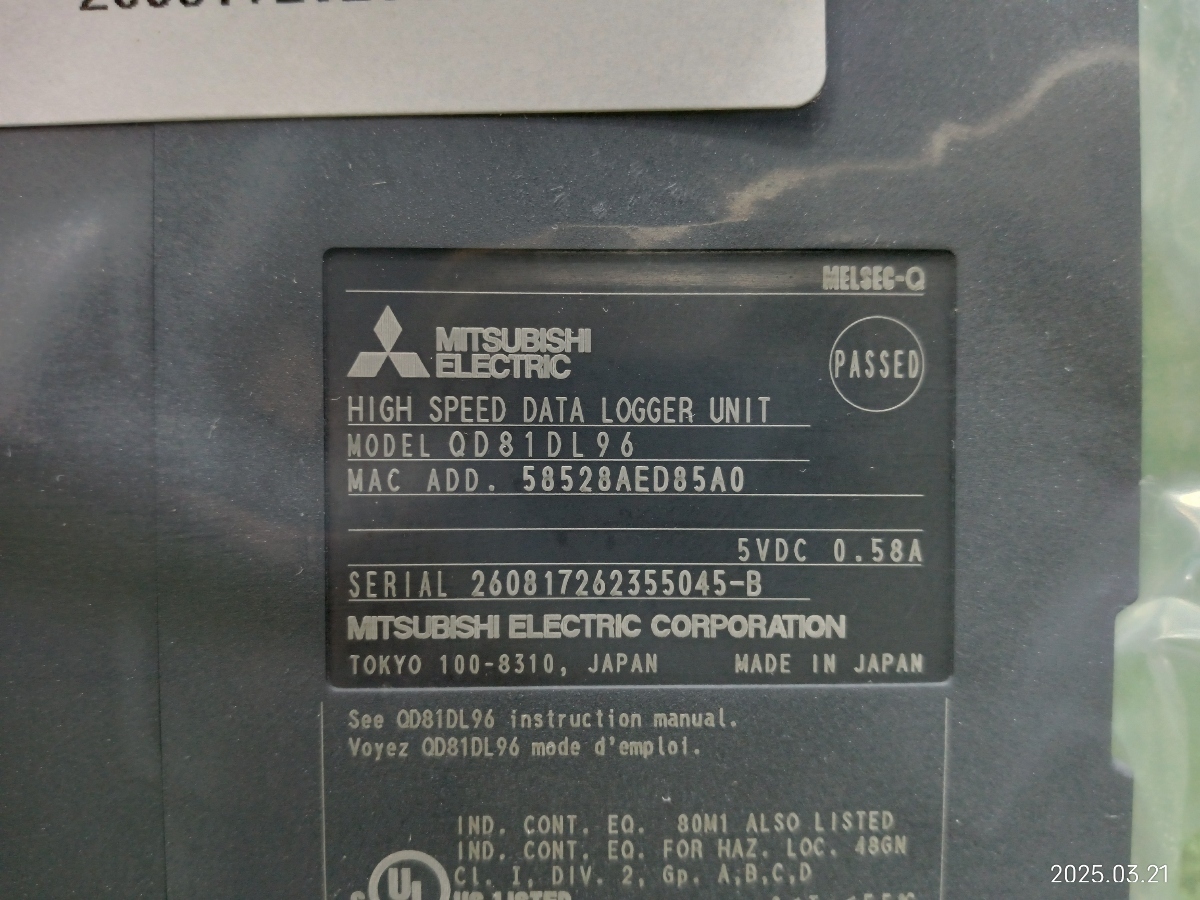 MELSEC-Q
MITSUBISHI
ELECTRIC
PASSED
HIGH SPEED DATA LOGGER UNIT
MODEL QD81DL96
MAC ADD. 58528AED85A0
5VDC 0.58A
SERIAL 260817262355045-B
MITSUBISHI ELECTRIC CORPORATION
TOKYO 100-8310, JAPAN MADE IN JAPAN
See QD81DL96 instruction manual.
Voyez QD81DL96 mode d'emploi.
IND. CONT. EQ. 80M1 ALSO LISTED
IND. CONT. EQ. FOR HAZ. LOC. 48GN
CL. I, DIV. 2, Gp. A,B,C,D
UL
US LISTED
2025.03.21